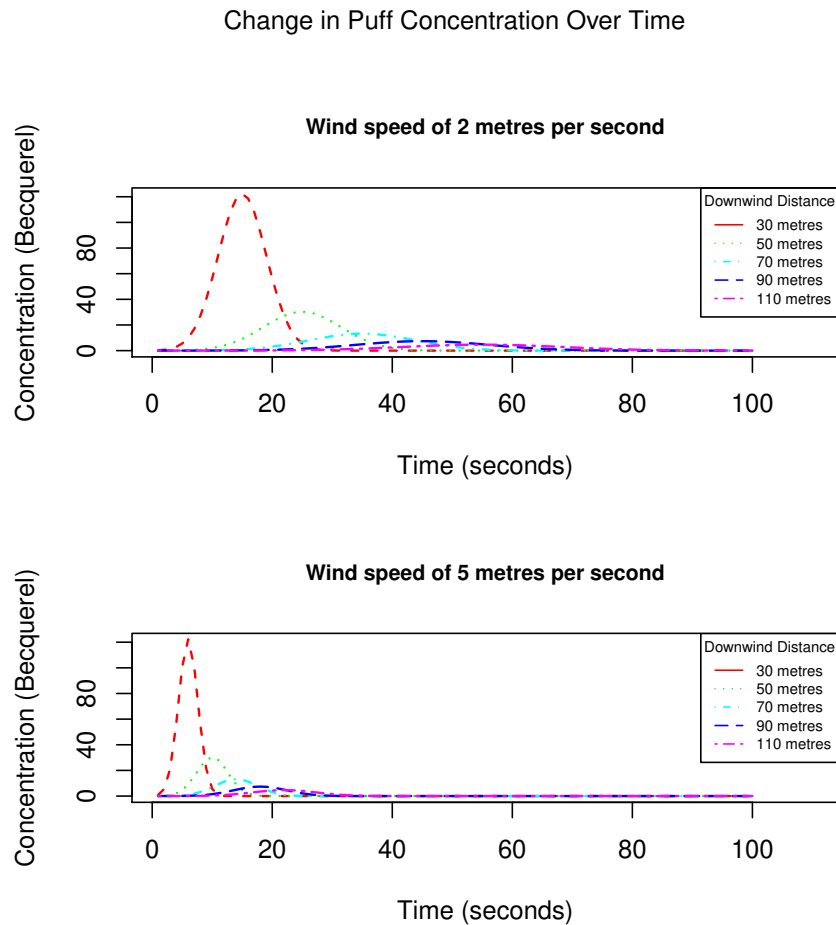 Change in Puff Concentration Over Time
Wind speed of 2 metres per second
Concentration (Becquerel)
0 40 80
Downwind Distance
30 metres
50 metres
70 metres
90 metres
110 metres
0 20 40 60 80 100
Time (seconds)
Wind speed of 5 metres per second
Concentration (Becquerel)
0 40 80
Downwind Distance
30 metres
50 metres
70 metres
90 metres
110 metres
0 20 40 60 80 100
Time (seconds)